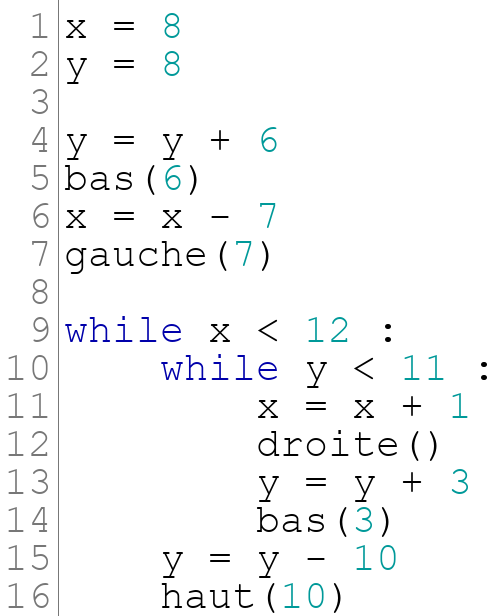 1 x = 8
2 y = 8
3
4 y = y + 6
5 bas(6)
6 x = x - 7
7 gauche(7)
8
9 while x < 12 :
10     while y < 11 :
11         x = x + 1
12         droite()
13         y = y + 3
14         bas(3)
15     y = y - 10
16     haut(10)